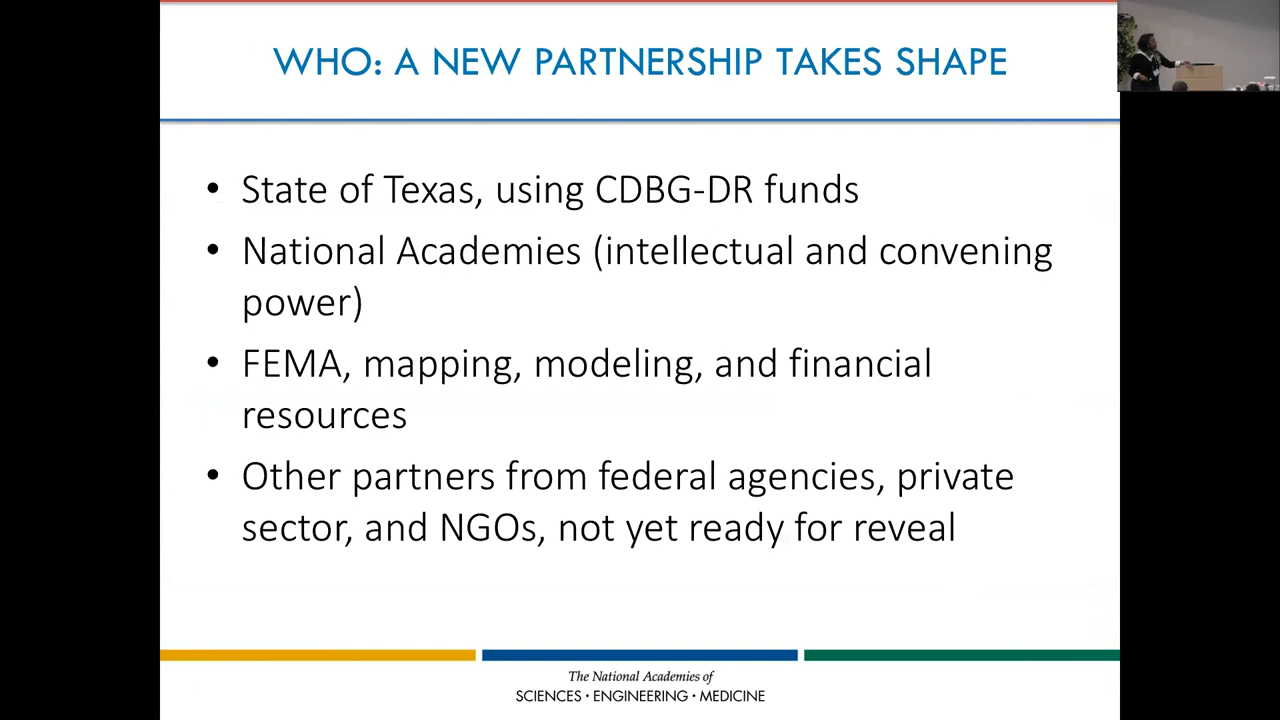 WHO: A NEW PARTNERSHIP TAKES SHAPE
• State of Texas, using CDBG-DR funds
• National Academies (intellectual and convening
power)
• FEMA, mapping, modeling, and financial
resources
• Other partners from federal agencies, private
sector, and NGOs, not yet ready for reveal
The National Academies of
SCIENCES · ENGINEERING · MEDICINE